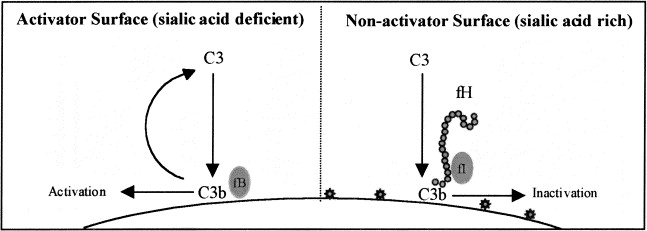 Activator Surface (sialic acid deficient)
C3
Activation
C3b
fB
Non-activator Surface (sialic acid rich)
C3
fH
fI
C3b
Inactivation